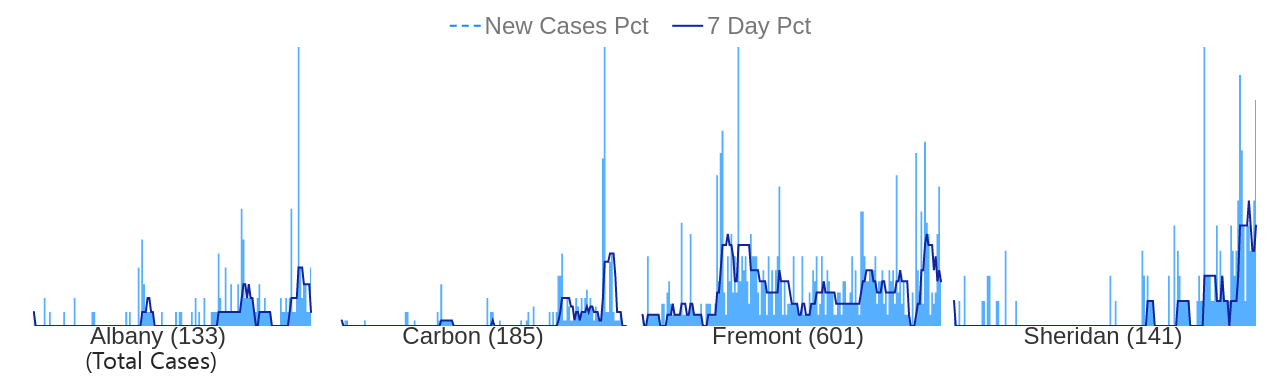 New Cases Pct 7 Day Pct
Albany (133) Carbon (185) Fremont (601) Sheridan (141)
(Total Cases)